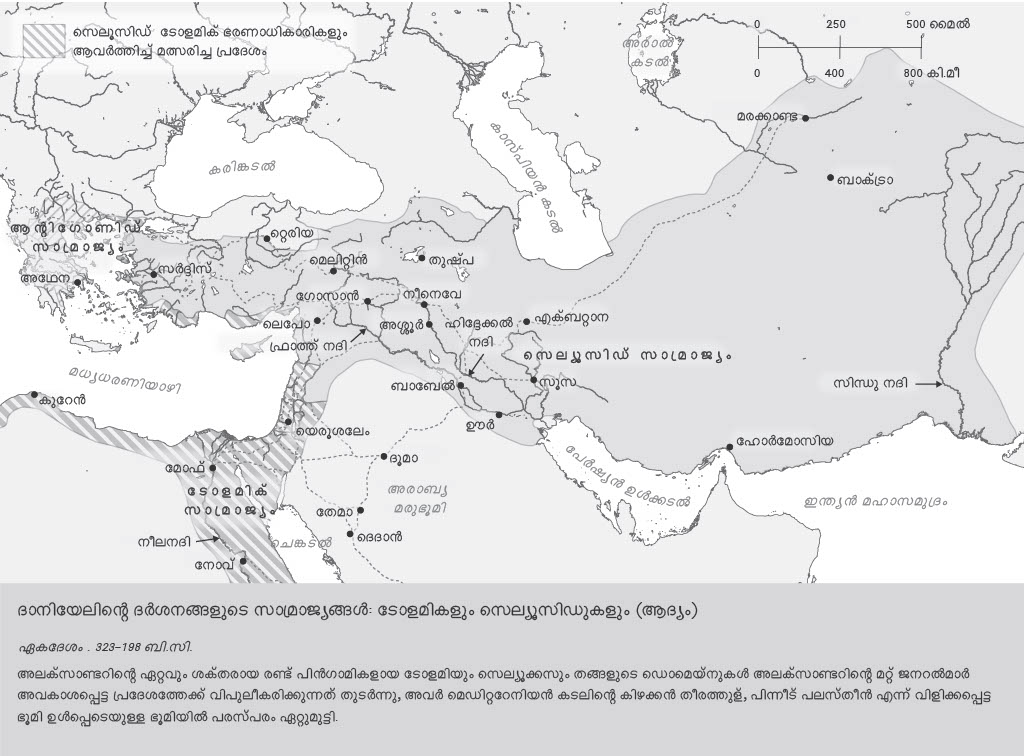 സെലൂസിഡ് ടോളമിക് ഭരണാധികാരികളും
ആവർത്തിച്ച് മത്സരിച്ച പ്രദേശം
0 250 500 മൈൽ
0 400 800 കി.മീ
അരാൽ
കടൽ
മരക്കാണ്ട
ബാക്ട്രാ
കരിങ്കടൽ
കാസ്പിയൻ കടൽ
ആന്റിഗോണിഡ്
സാമ്രാജ്യം
റ്റെരിയ
അഥേന
സർദ്ദിസ്
മെലിറ്റിൻ
തുഷ്പ
ഗോസാൻ
നീനെവേ
ലെപോ
അശ്ശൂർ
ഹിദ്ദേക്കൽ
നദി
എക്ബറ്റാന
ഫ്രാത്ത് നദി
സെല്യൂസിഡ് സാമ്രാജ്യം
മധ്യധരണിയാഴി
ബാബേൽ
സൂസ
സിന്ധു നദി
കുറേൻ
ഊർ
യെരൂശലേം
ഹോർമോസിയ
മോഫ്
ദൂമാ
പേർഷ്യൻ ഉൾക്കടൽ
ടോളമിക്
സാമ്രാജ്യം
അരാബ്യ
മരുഭൂമി
ഇന്ത്യൻ മഹാസമുദ്രം
തേമാ
നീലനദി
ചെങ്കടൽ
ദെദാൻ
നോവ്
ദാനിയേലിന്റെ ദർശനങ്ങളുടെ സാമ്രാജ്യങ്ങൾ: ടോളമികളും സെല്യൂസിഡുകളും (ആദ്യം)
ഏകദേശം . 323–198 ബി.സി.
അലക്സാണ്ടറിന്റെ ഏറ്റവും ശക്തരായ രണ്ട് പിൻഗാമികളായ ടോളമിയും സെല്യൂക്കസും തങ്ങളുടെ ഡൊമെയ്നുകൾ അലക്സാണ്ടറിന്റെ മറ്റ് ജനറൽമാർ
അവകാശപ്പെട്ട പ്രദേശത്തേക്ക് വിപുലീകരിക്കുന്നത് തുടർന്നു, അവർ മെഡിറ്ററേനിയൻ കടലിന്റെ കിഴക്കൻ തീരത്തുള്, പിന്നീട് പലസ്തീൻ എന്ന് വിളിക്കപ്പെട്ട
ഭൂമി ഉൾപ്പെടെയുള്ള ഭൂമിയിൽ പരസ്പരം ഏറ്റുമുട്ടി.